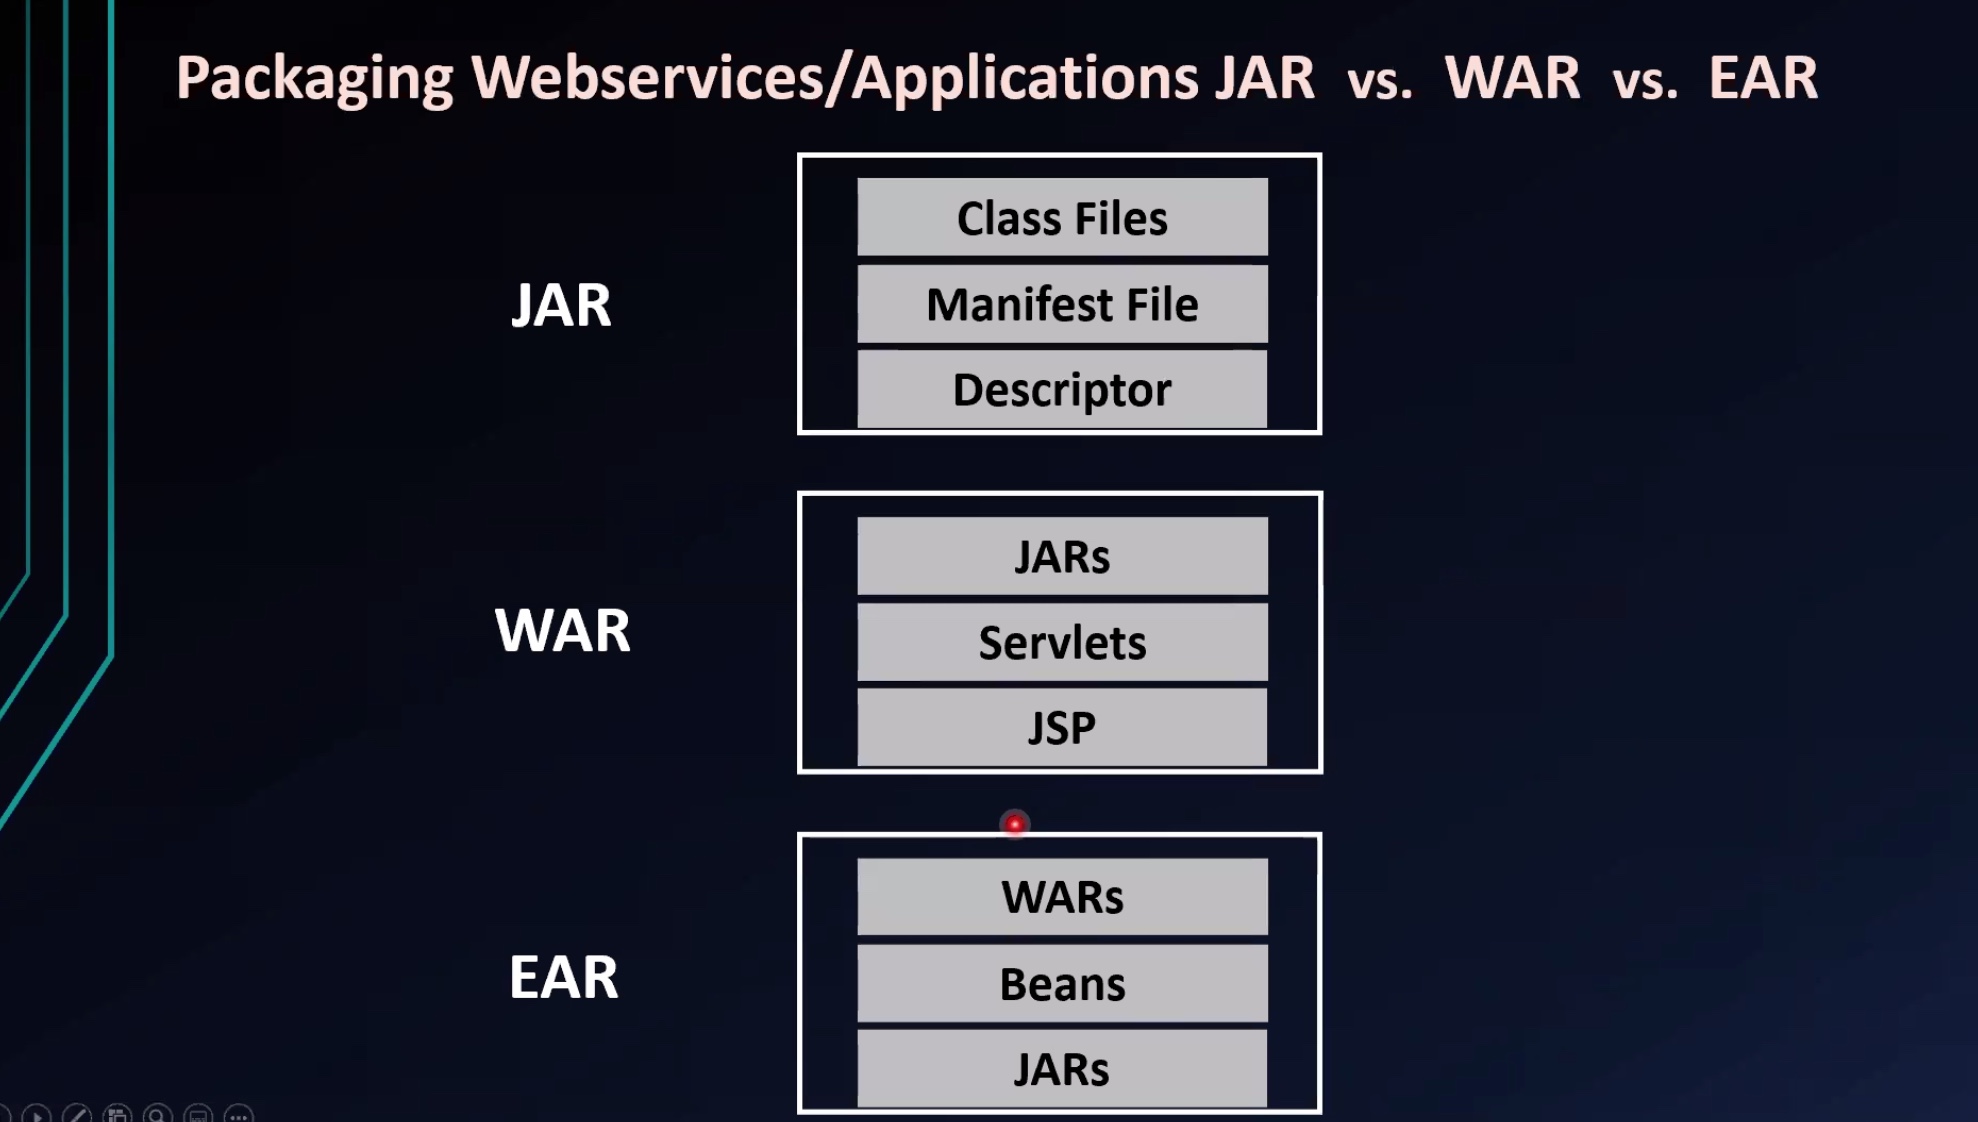 Packaging Webservices/Applications JAR vs. WAR vs. EAR
JAR
Class Files
Manifest File
Descriptor
WAR
JARs
Servlets
JSP
EAR
WARs
Beans
JARs